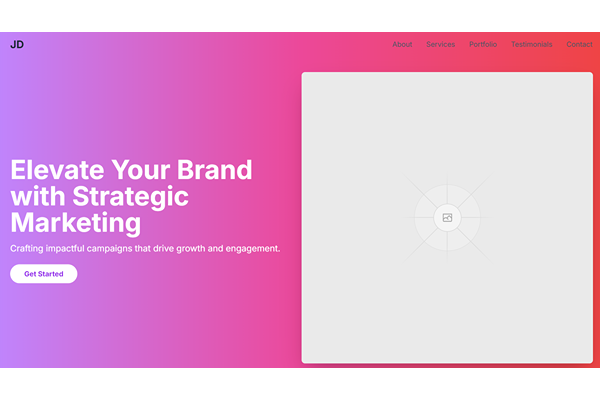 JD
About Services Portfolio Testimonials Contact
Elevate Your Brand
with Strategic
Marketing
Crafting impactful campaigns that drive growth and engagement.
Get Started